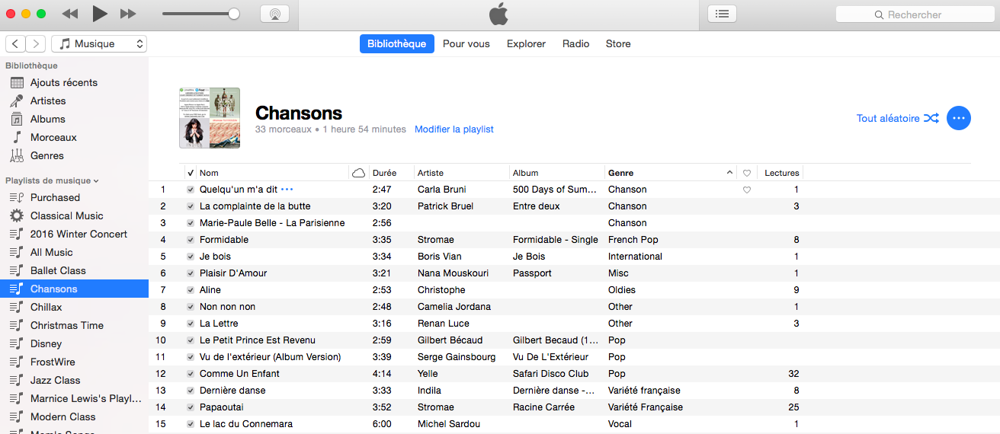 Rechercher
Musique
Bibliothèque Pour vous Explorer Radio Store
Bibliothèque
Ajouts récents
Artistes
Albums
Morceaux
Genres
Playlists de musique
Purchased
Classical Music
2016 Winter Concert
All Music
Ballet Class
Chansons
Chillax
Christmas Time
Disney
FrostWire
Jazz Class
Marnice Lewis's Playl...
Modern Class
Chansons
33 morceaux • 1 heure 54 minutes Modifier la playlist
Tout aléatoire
✓ Nom Durée Artiste Album Genre Lectures
1 Quelqu'un m'a dit ••• 2:47 Carla Bruni 500 Days of Sum... Chanson 1
2 La complainte de la butte 3:20 Patrick Bruel Entre deux Chanson 3
3 Marie-Paule Belle - La Parisienne 2:56 Chanson
4 Formidable 3:35 Stromae Formidable - Single French Pop 8
5 Je bois 3:34 Boris Vian Je Bois International 1
6 Plaisir D'Amour 3:21 Nana Mouskouri Passport Misc 1
7 Aline 2:53 Christophe Oldies 9
8 Non non non 2:48 Camelia Jordana Other 1
9 La Lettre 3:16 Renan Luce Other 3
10 Le Petit Prince Est Revenu 2:59 Gilbert Bécaud Gilbert Becaud (1... Pop
11 Vu de l'extérieur (Album Version) 3:39 Serge Gainsbourg Vu De L'Extérieur Pop
12 Comme Un Enfant 4:14 Yelle Safari Disco Club Pop 32
13 Dernière danse 3:33 Indila Dernière danse -... Variété française 8
14 Papaoutai 3:52 Stromae Racine Carrée Variété Française 25
15 Le lac du Connemara 6:00 Michel Sardou Vocal 1